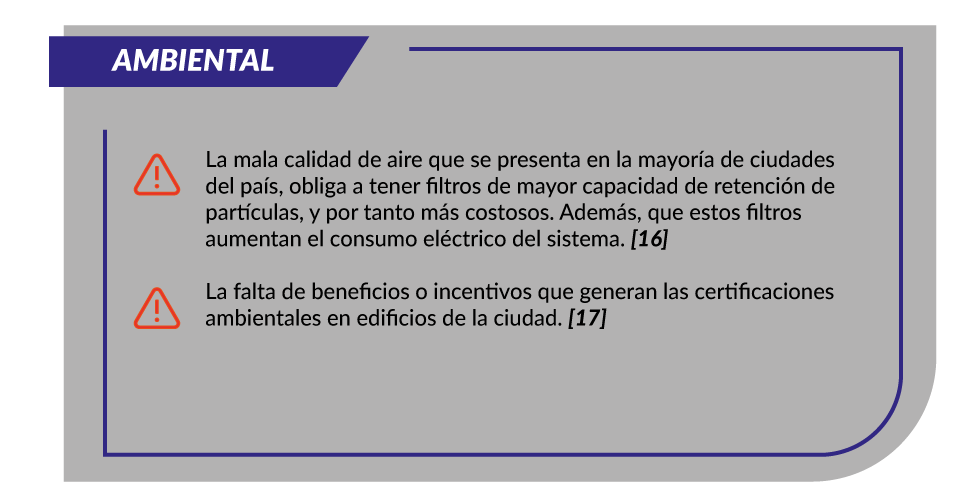 AMBIENTAL
La mala calidad de aire que se presenta en la mayoría de ciudades
del país, obliga a tener filtros de mayor capacidad de retención de
partículas, y por tanto más costosos. Además, que estos filtros
aumentan el consumo eléctrico del sistema. [16]
La falta de beneficios o incentivos que generan las certificaciones
ambientales en edificios de la ciudad. [17]